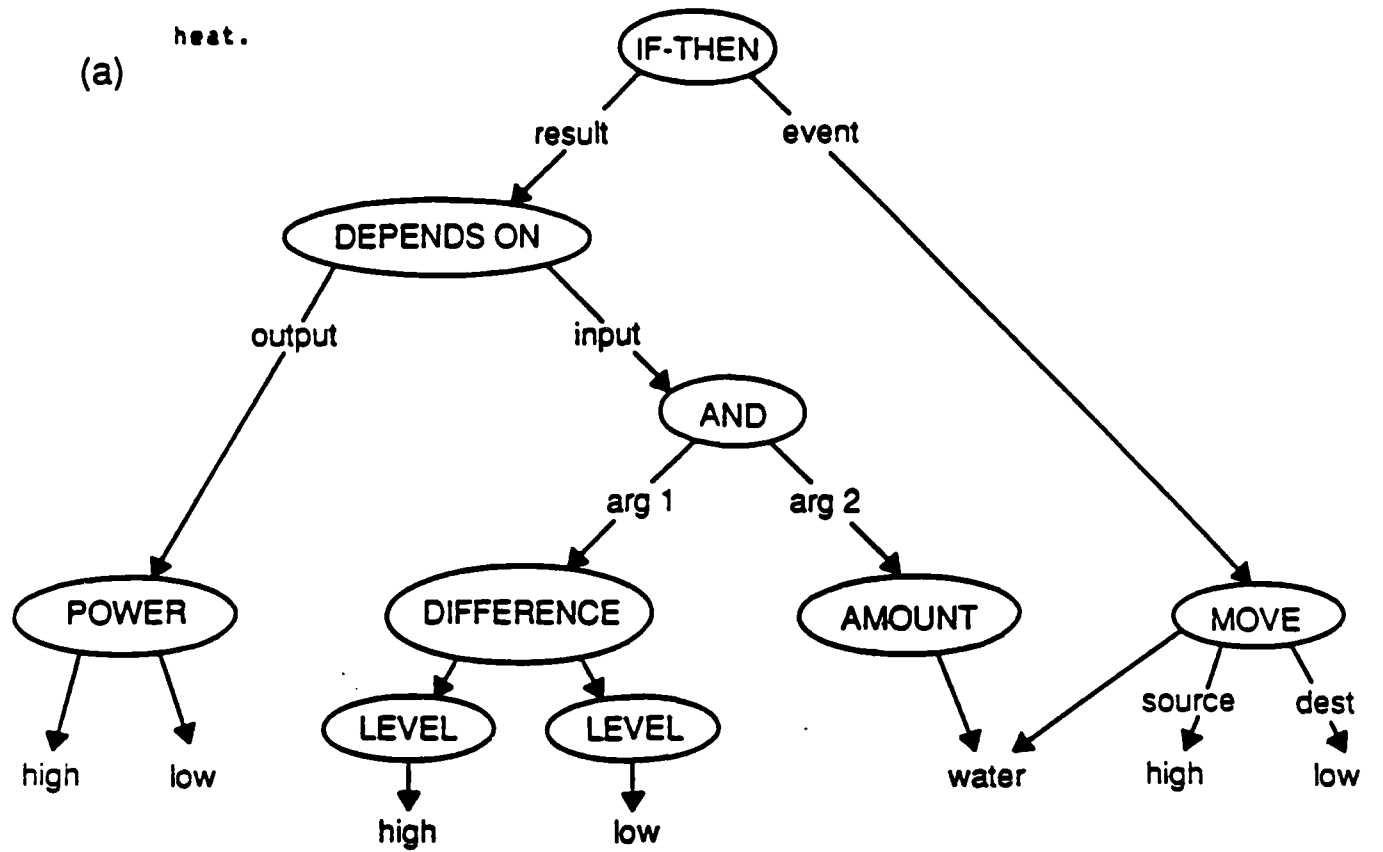 heat.
(a)
IF-THEN
result
event
DEPENDS ON
output
input
AND
arg 1
arg 2
POWER
DIFFERENCE
AMOUNT
MOVE
LEVEL
LEVEL
source
dest
high
low
water
high
low
high
low